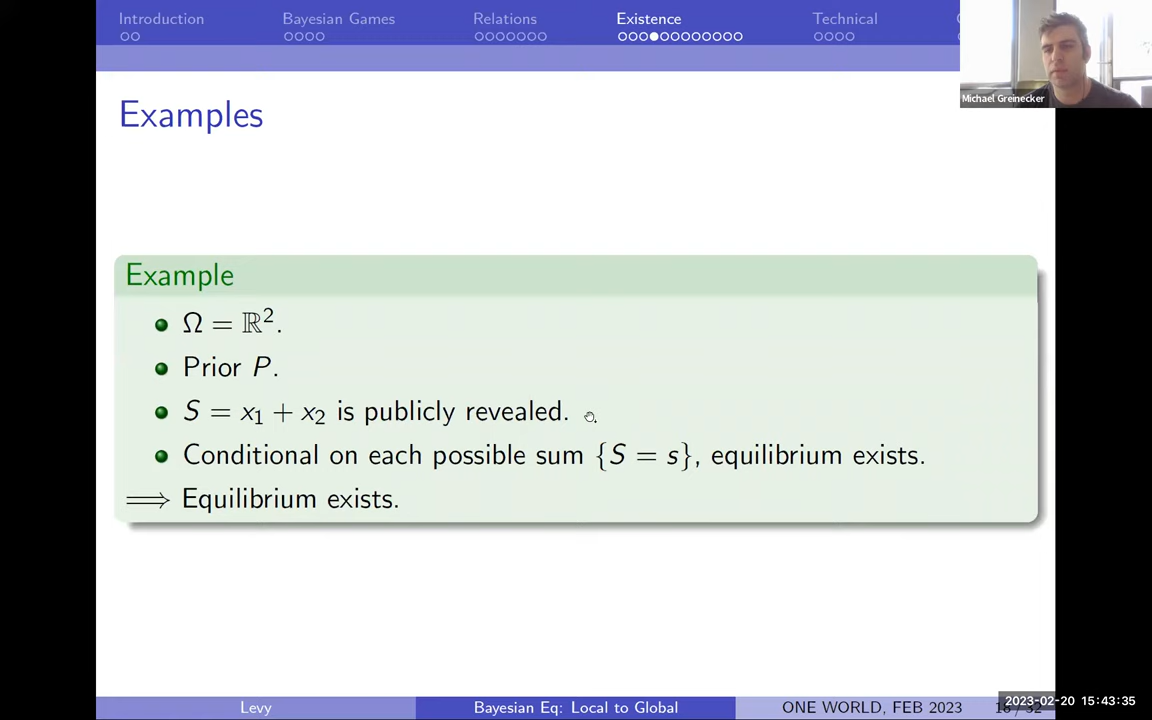 Introduction Bayesian Games Relations Existence Technical
Michael Greinecker
Examples
Example
Ω = ℝ².
Prior P.
S = x₁ + x₂ is publicly revealed.
Conditional on each possible sum {S = s}, equilibrium exists.
⟹ Equilibrium exists.
Levy Bayesian Eq: Local to Global ONE WORLD, FEB 2023
2023-02-20 15:43:35